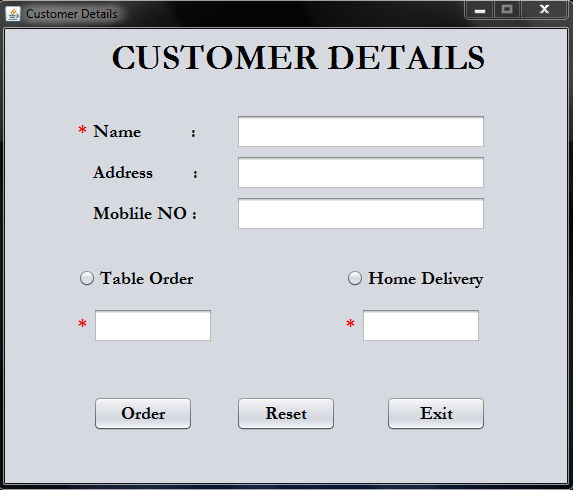 Customer Details
CUSTOMER DETAILS
* Name :
Address :
Moblile NO :
Table Order Home Delivery
* *
Order Reset Exit